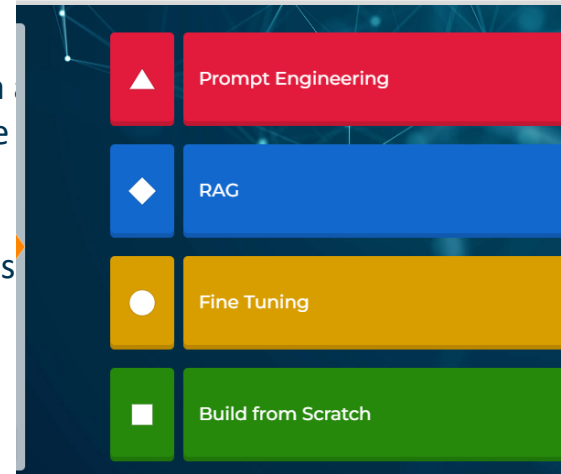 Prompt Engineering
RAG
Fine Tuning
Build from Scratch